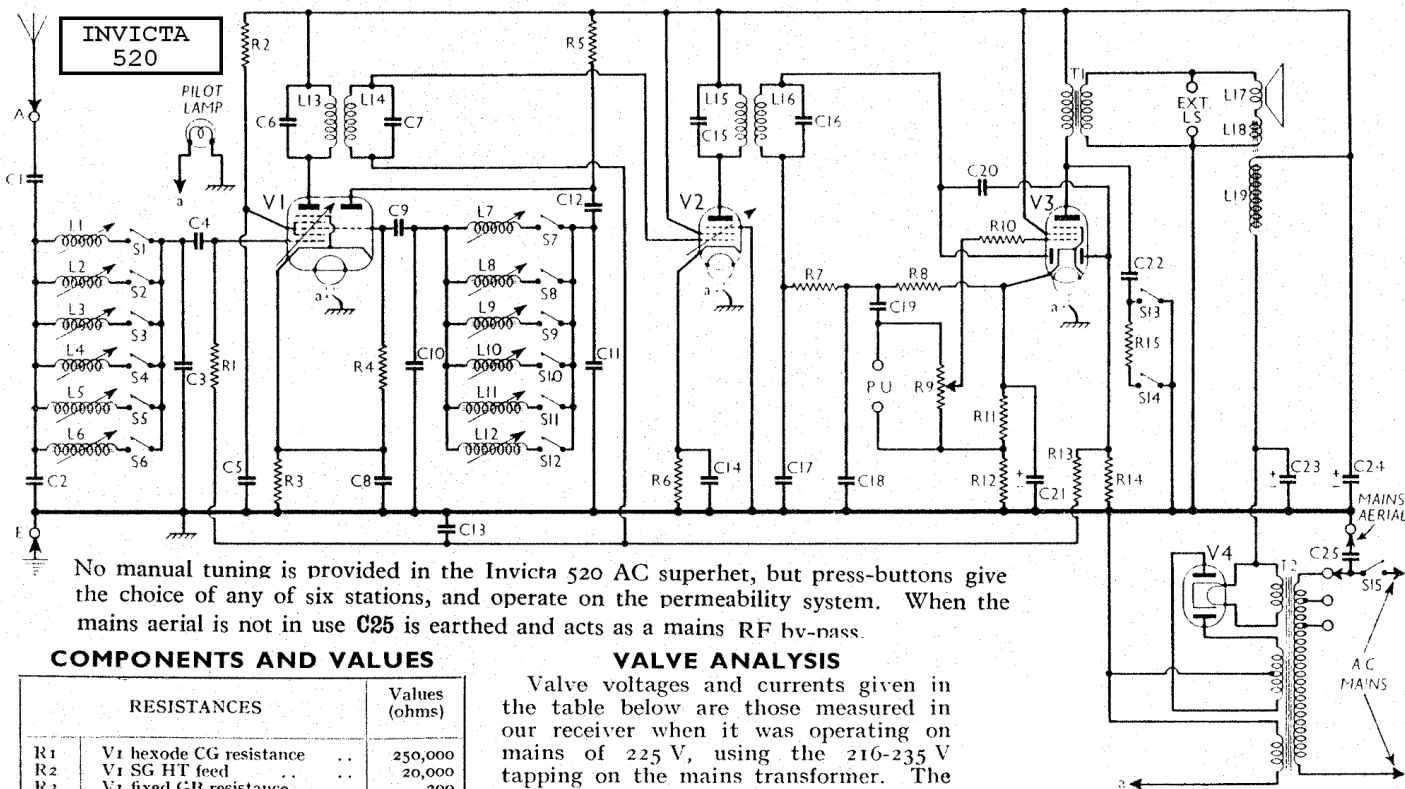 INVICTA
520
PILOT
LAMP
A
C1
a
L1
S1
L2
S2
L3
S3
L4
S4
L5
S5
L6
S6
C2
E
C3
C4
R1
R2
C5
C6
L13
L14
C7
V1
a
R3
R4
C8
C9
C10
C13
L7
S7
L8
S8
L9
S9
L10
S10
L11
S11
L12
S12
R5
C12
C11
V2
a
L15
C15
L16
C16
R6
C14
C17
R7
C18
R8
C19
PU
R9
R10
C20
V3
a
R11
R12
C21
R13
R14
T1
C22
S13
R15
S14
EXT.
LS
L17
L18
L19
C23
C24
MAINS
AERIAL
C25
S15
V4
T2
AC
MAINS
a
No manual tuning is provided in the Invicta 520 AC superhet, but press-buttons give
the choice of any of six stations, and operate on the permeability system. When the
mains aerial is not in use C25 is earthed and acts as a mains RF by-pass.
COMPONENTS AND VALUES
RESISTANCES Values
(ohms)
R1 V1 hexode CG resistance .. 250,000
R2 V1 SG HT feed .. .. 20,000
R3 V1 fixed GB resistance 200
VALVE ANALYSIS
Valve voltages and currents given in
the table below are those measured in
our receiver when it was operating on
mains of 225 V, using the 216-235 V
tapping on the mains transformer. The